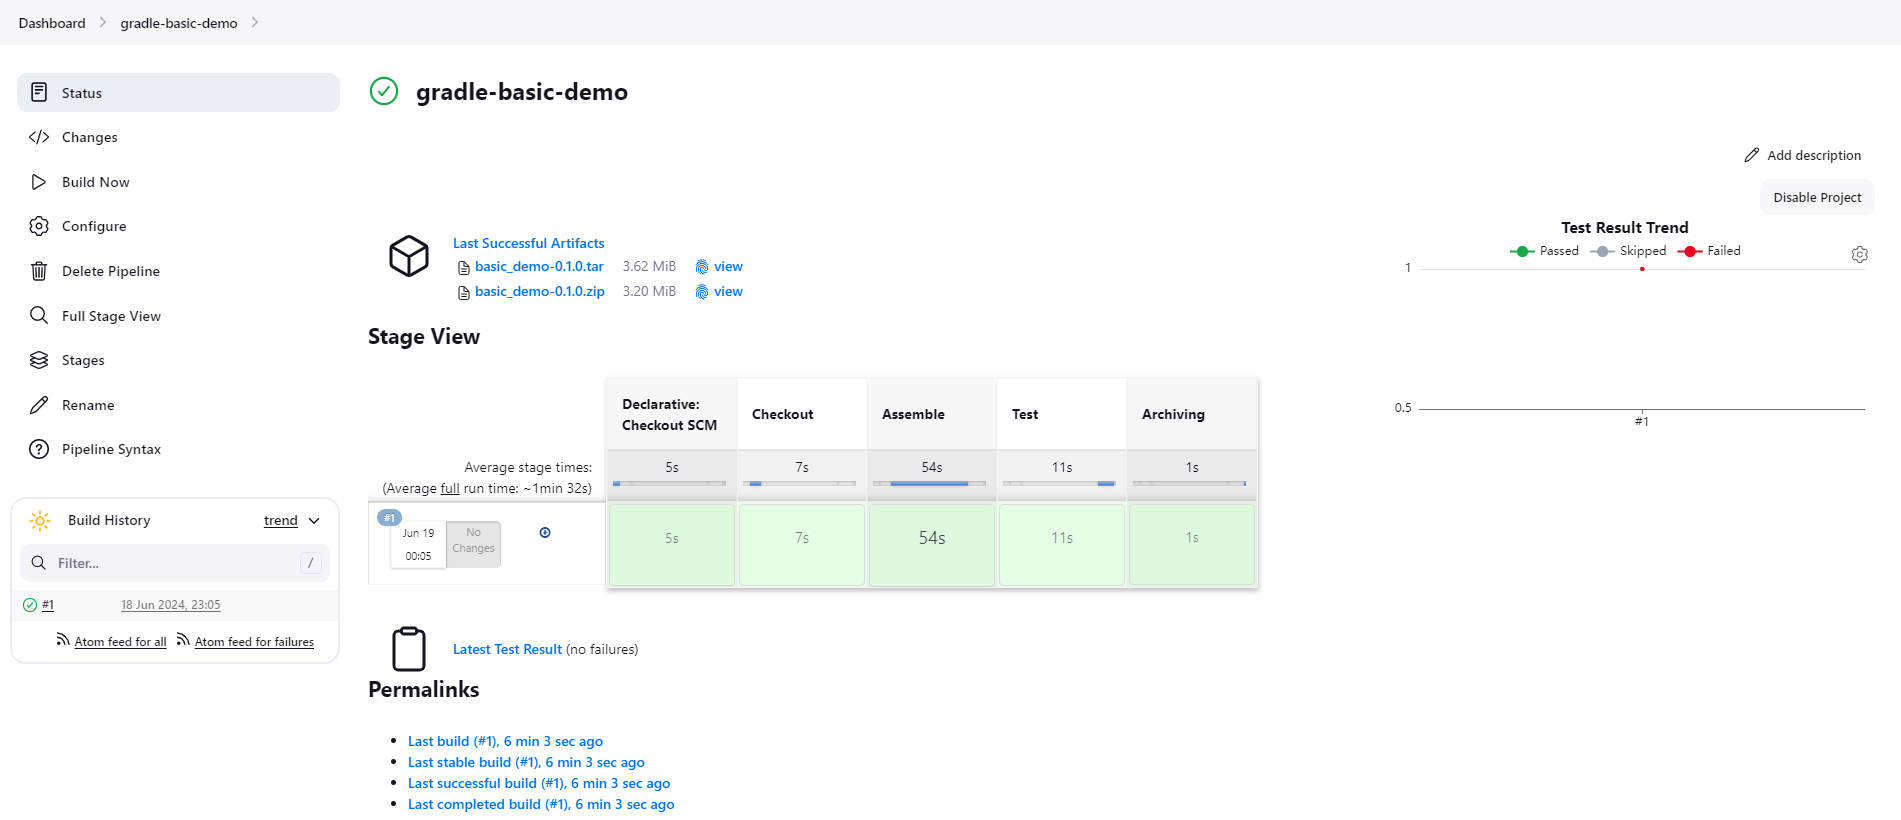 Dashboard gradle-basic-demo
Status
Changes
Build Now
Configure
Delete Pipeline
Full Stage View
Stages
Rename
Pipeline Syntax
Build History trend
Filter... /
#1 18 Jun 2024, 23:05
Atom feed for all Atom feed for failures
gradle-basic-demo
Add description
Disable Project
Last Successful Artifacts
basic_demo-0.1.0.tar 3.62 MiB view
basic_demo-0.1.0.zip 3.20 MiB view
Stage View
Declarative: Checkout SCM Checkout Assemble Test Archiving
Average stage times: 5s 7s 54s 11s 1s
(Average full run time: ~1min 32s)
#1
Jun 19 00:05 No Changes 5s 7s 54s 11s 1s
Latest Test Result (no failures)
Permalinks
Last build (#1), 6 min 3 sec ago
Last stable build (#1), 6 min 3 sec ago
Last successful build (#1), 6 min 3 sec ago
Last completed build (#1), 6 min 3 sec ago
Test Result Trend
Passed Skipped Failed
1
0.5
#1